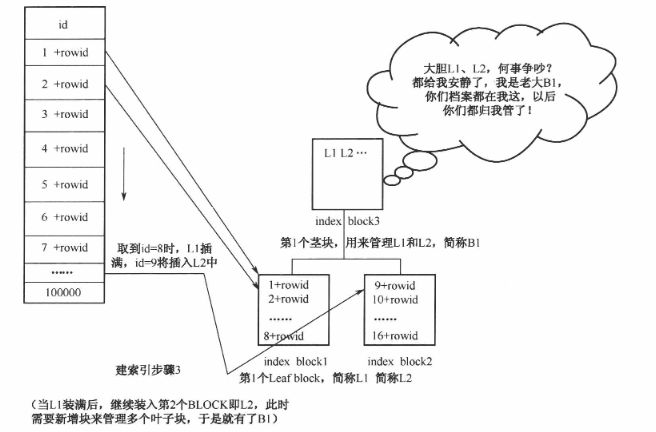 id
1 +rowid
2 +rowid
3 +rowid
4 +rowid
5 +rowid
6 +rowid
7 +rowid
……
100000
大胆L1、L2，何事争吵?
都给我安静了，我是老大B1，
你们档案都在我这，以后
你们都归我管了！
L1 L2 …
index block3
第1个茎块，用来管理L1和L2，简称B1
取到id=8时，L1插
满，id=9将插入L2中
1+rowid
2+rowid
……
8+rowid
index block1
9+rowid
10+rowid
……
16+rowid
index block2
第1个Leaf block，简称L1 简称L2
建索引步骤3
（当L1装满后，继续装入第2个BLOCK即L2，此时
需要新增块来管理多个叶子块，于是就有了B1）